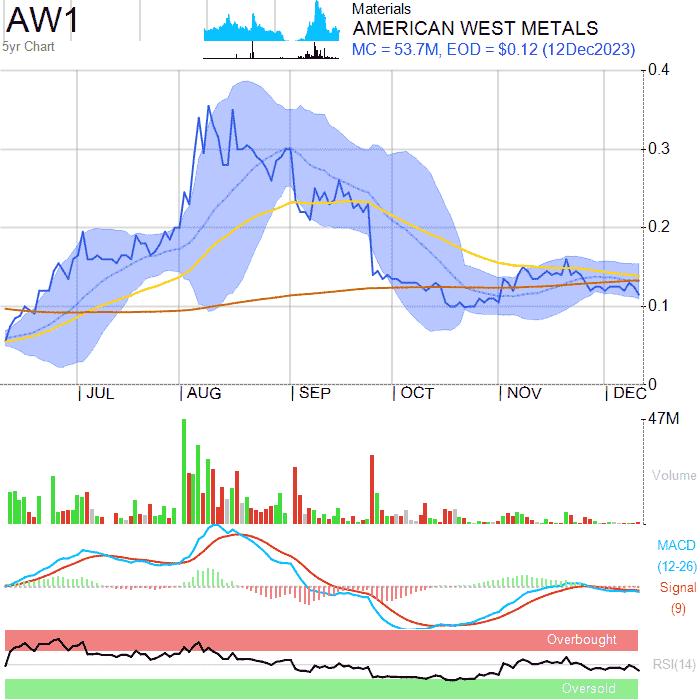 AW1
5yr Chart
Materials
AMERICAN WEST METALS
MC = 53.7M, EOD = $0.12 (12Dec2023)
0.4
0.3
0.2
0.1
0
JUL AUG SEP OCT NOV DEC
47M
Volume
MACD
(12-26)
Signal
(9)
Overbought
RSI(14)
Oversold